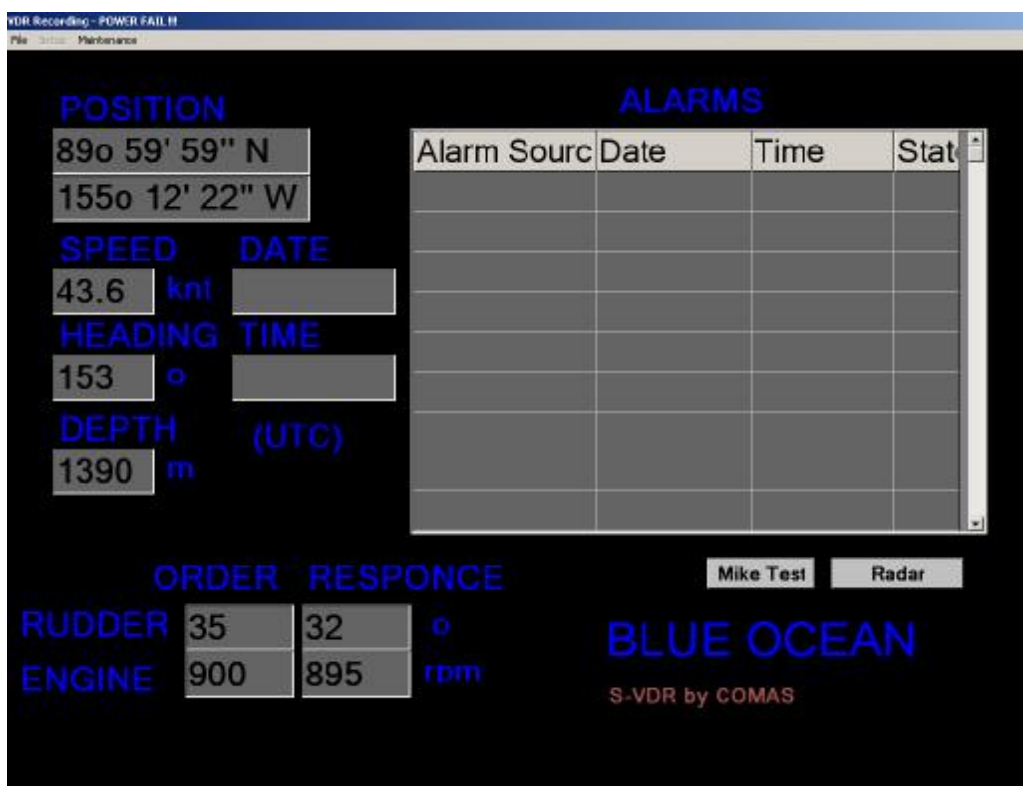 VDR Recording - POWER FAIL !!!
File Setup Maintenance
POSITION
89o 59' 59" N
155o 12' 22" W
SPEED DATE
43.6 knt
HEADING TIME
153 o
DEPTH (UTC)
1390 m
ALARMS
Alarm Sourc Date Time State
ORDER RESPONCE
RUDDER 35 32 o
ENGINE 900 895 rpm
Mike Test Radar
BLUE OCEAN
S-VDR by COMAS